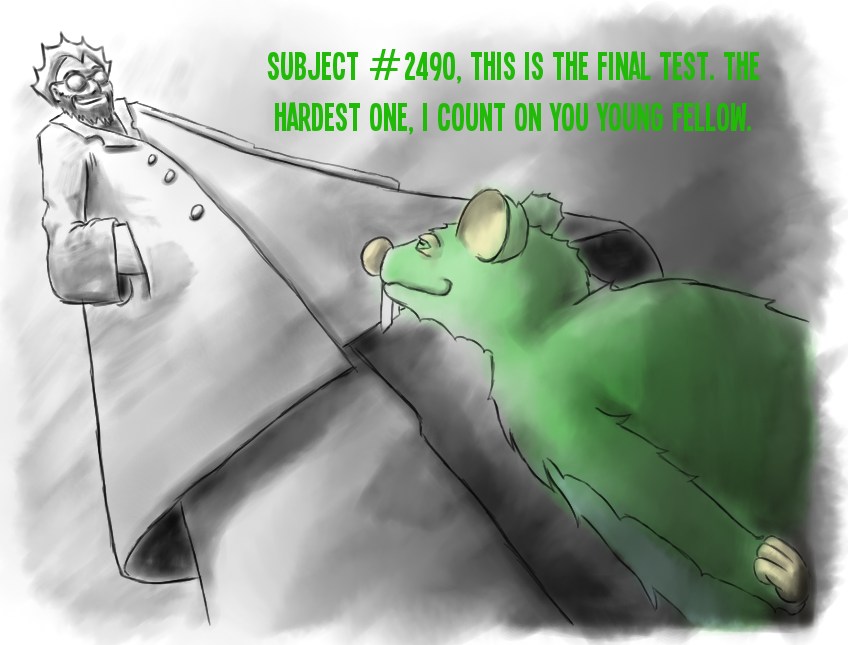 SUBJECT #2490, THIS IS THE FINAL TEST. THE
HARDEST ONE, I COUNT ON YOU YOUNG FELLOW.